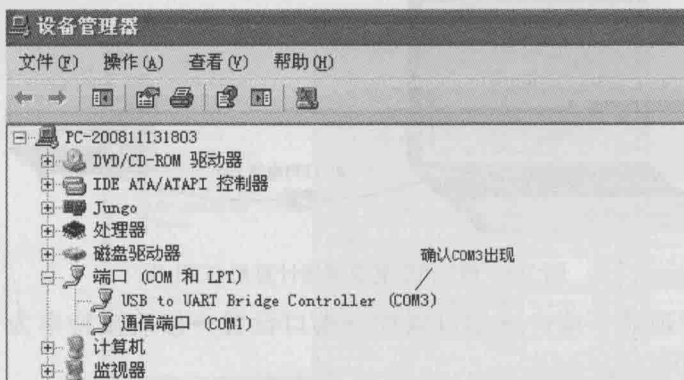 设备管理器
文件(F) 操作(A) 查看(V) 帮助(H)
PC-200811131803
DVD/CD-ROM 驱动器
IDE ATA/ATAPI 控制器
Jungo
处理器
磁盘驱动器
确认COM3出现
端口 (COM 和 LPT)
USB to UART Bridge Controller (COM3)
通信端口 (COM1)
计算机
监视器